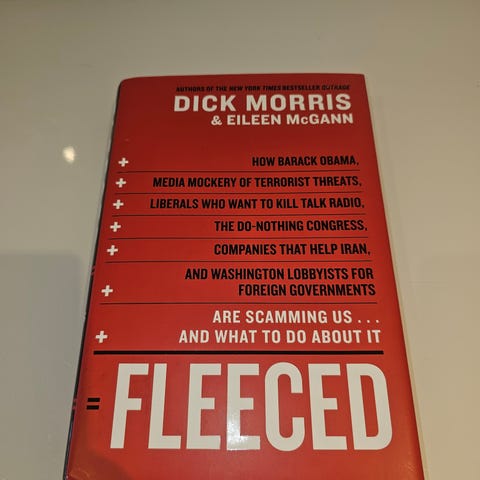 AUTHORS OF THE NEW YORK TIMES BESTSELLER OUTRAGE
DICK MORRIS
& EILEEN McGANN
+ HOW BARACK OBAMA,
+ MEDIA MOCKERY OF TERRORIST THREATS,
+ LIBERALS WHO WANT TO KILL TALK RADIO,
+ THE DO-NOTHING CONGRESS,
+ COMPANIES THAT HELP IRAN,
AND WASHINGTON LOBBYISTS FOR
+ FOREIGN GOVERNMENTS
ARE SCAMMING US . . .
+ AND WHAT TO DO ABOUT IT
= FLEECED